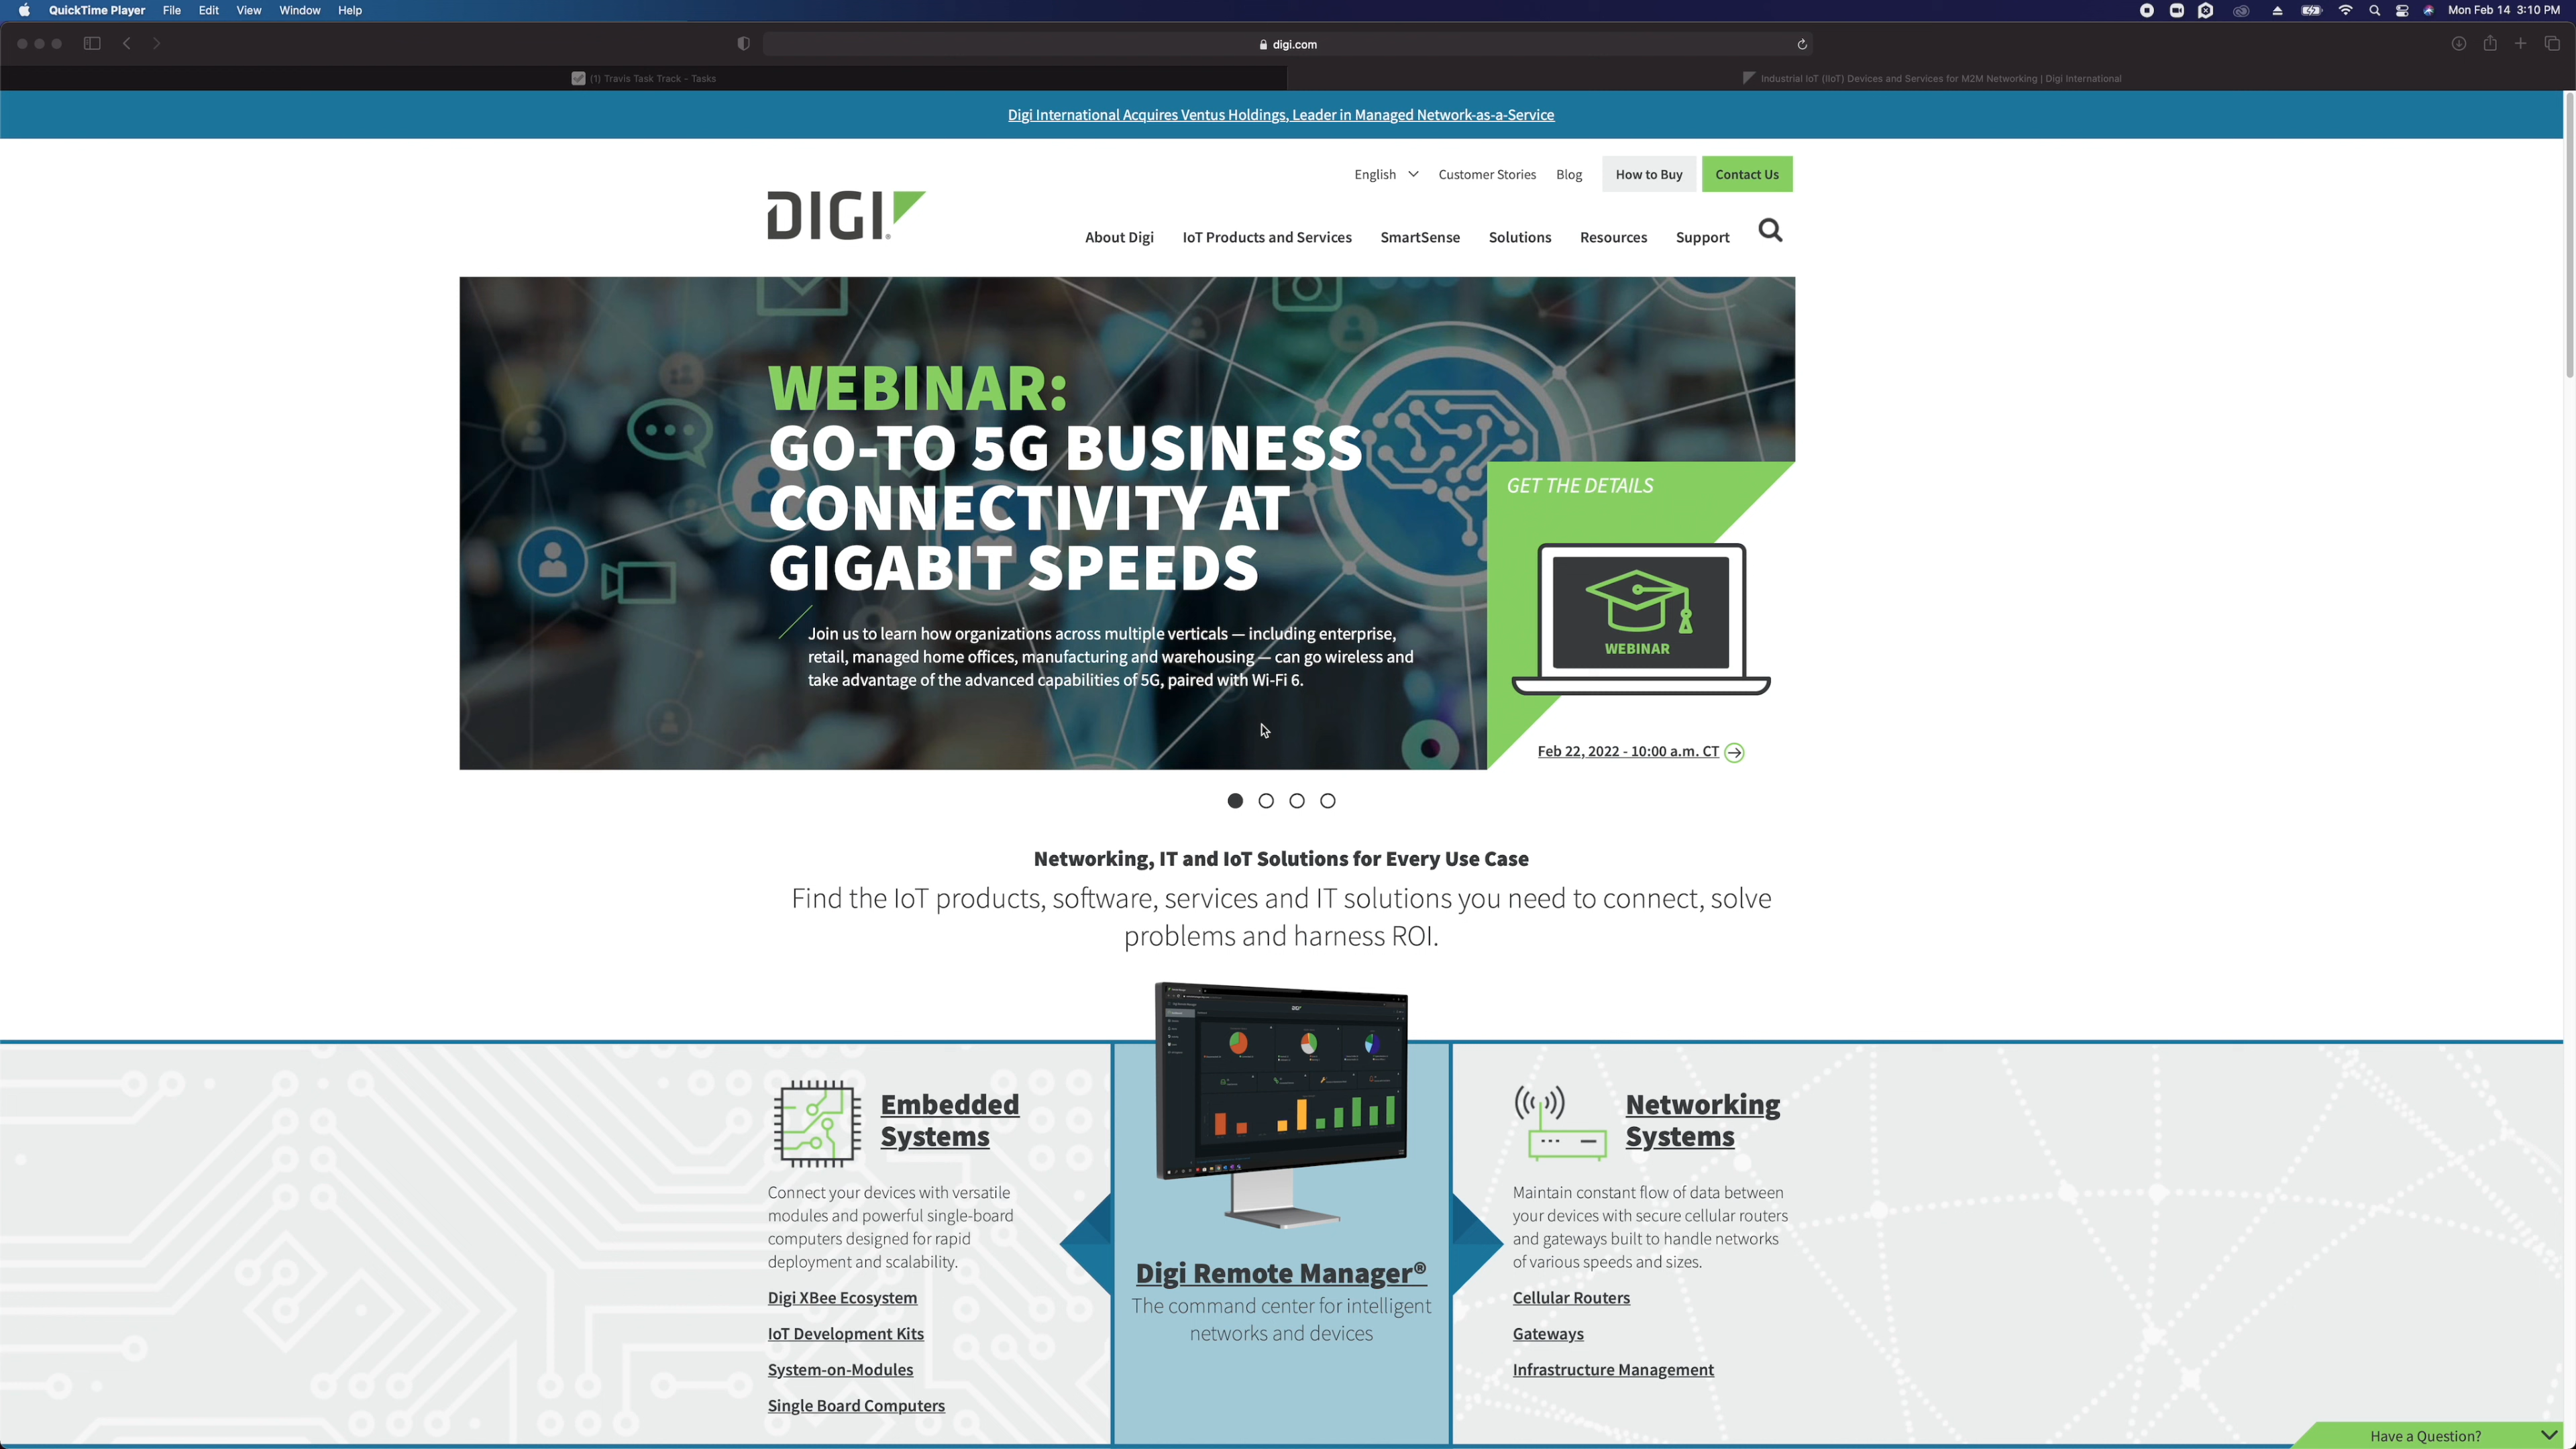 QuickTime Player File Edit View Window Help
Mon Feb 14 3:10 PM
digi.com
(1) Travis Task Track - Tasks
Industrial IoT (IIoT) Devices and Services for M2M Networking | Digi International
Digi International Acquires Ventus Holdings, Leader in Managed Network-as-a-Service
English Customer Stories Blog How to Buy Contact Us
DIGI
About Digi IoT Products and Services SmartSense Solutions Resources Support
WEBINAR:
GO-TO 5G BUSINESS
CONNECTIVITY AT
GIGABIT SPEEDS
Join us to learn how organizations across multiple verticals — including enterprise,
retail, managed home offices, manufacturing and warehousing — can go wireless and
take advantage of the advanced capabilities of 5G, paired with Wi-Fi 6.
GET THE DETAILS
WEBINAR
Feb 22, 2022 - 10:00 a.m. CT
Networking, IT and IoT Solutions for Every Use Case
Find the IoT products, software, services and IT solutions you need to connect, solve
problems and harness ROI.
Embedded
Systems
Connect your devices with versatile
modules and powerful single-board
computers designed for rapid
deployment and scalability.
Digi XBee Ecosystem
IoT Development Kits
System-on-Modules
Single Board Computers
DIGI
Digi Remote Manager®
The command center for intelligent
networks and devices
Networking
Systems
Maintain constant flow of data between
your devices with secure cellular routers
and gateways built to handle networks
of various speeds and sizes.
Cellular Routers
Gateways
Infrastructure Management
Have a Question?